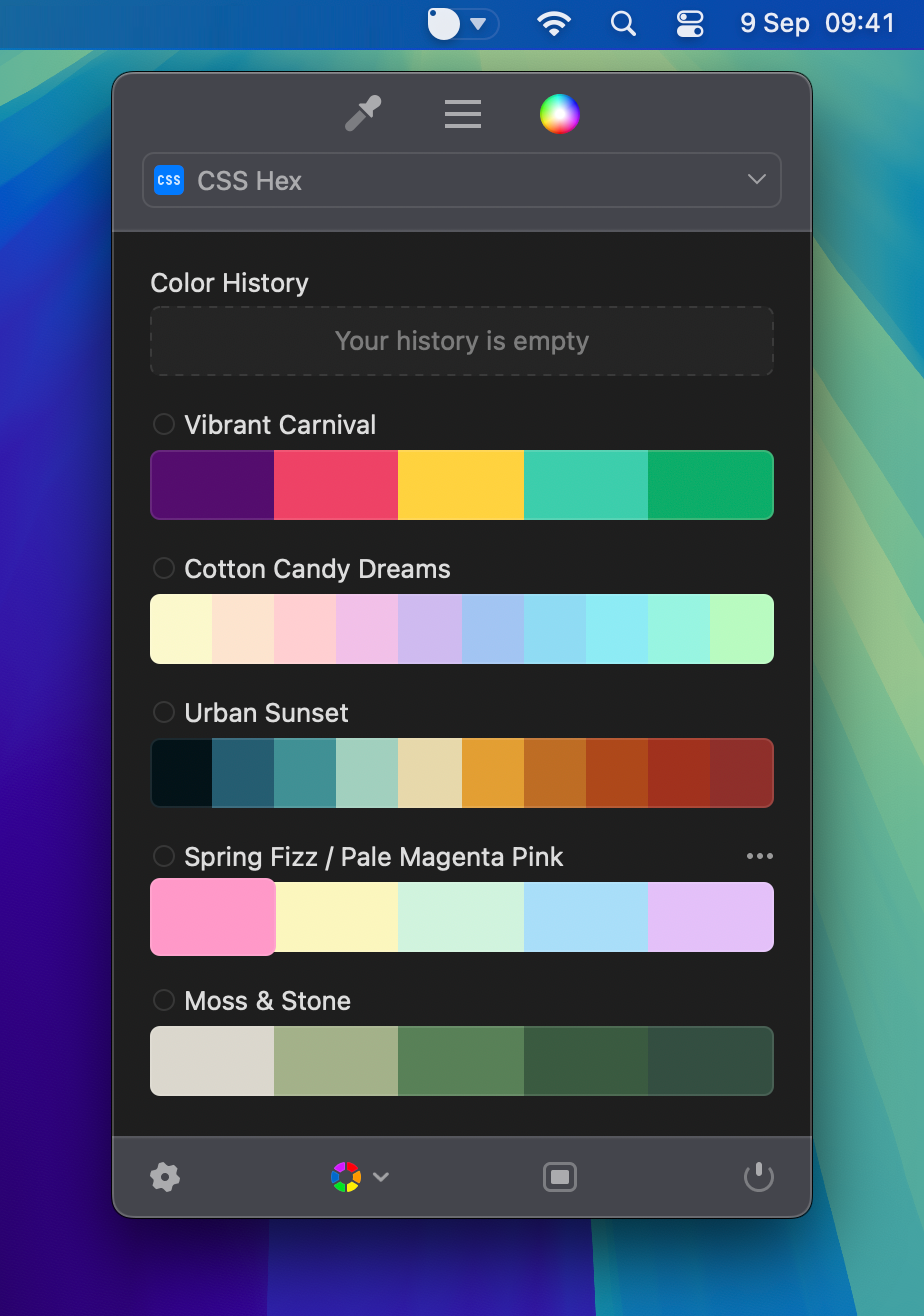 9 Sep 09:41
CSS CSS Hex
Color History
Your history is empty
Vibrant Carnival
Cotton Candy Dreams
Urban Sunset
Spring Fizz / Pale Magenta Pink
Moss & Stone